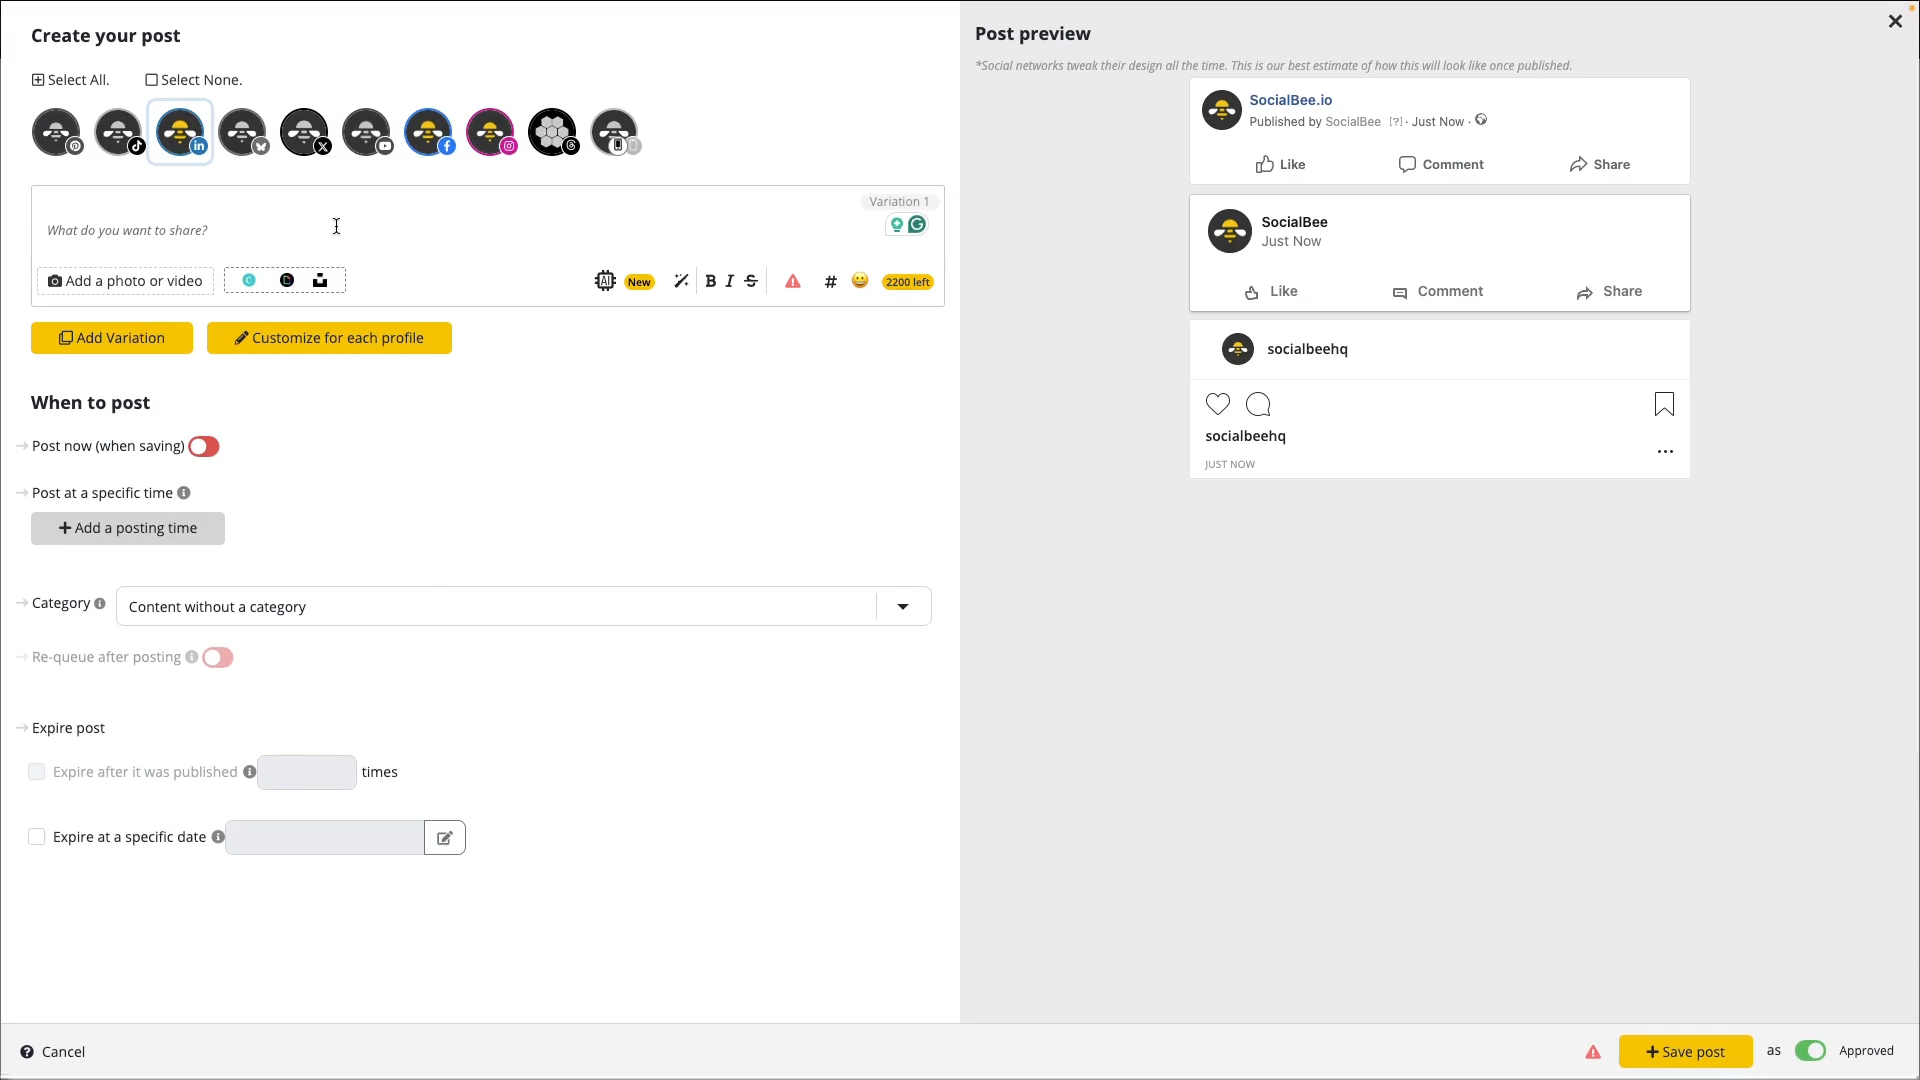 Create your post
Select All. Select None.
Variation 1
What do you want to share?
Add a photo or video
AI New B I S # 2200 left
Add Variation Customize for each profile
When to post
Post now (when saving)
Post at a specific time
+ Add a posting time
Category Content without a category
Re-queue after posting
Expire post
Expire after it was published times
Expire at a specific date
Cancel
Post preview
*Social networks tweak their design all the time. This is our best estimate of how this will look like once published.
SocialBee.io
Published by SocialBee [?] · Just Now ·
Like Comment Share
SocialBee
Just Now
Like Comment Share
socialbeehq
socialbeehq
JUST NOW
+ Save post as Approved